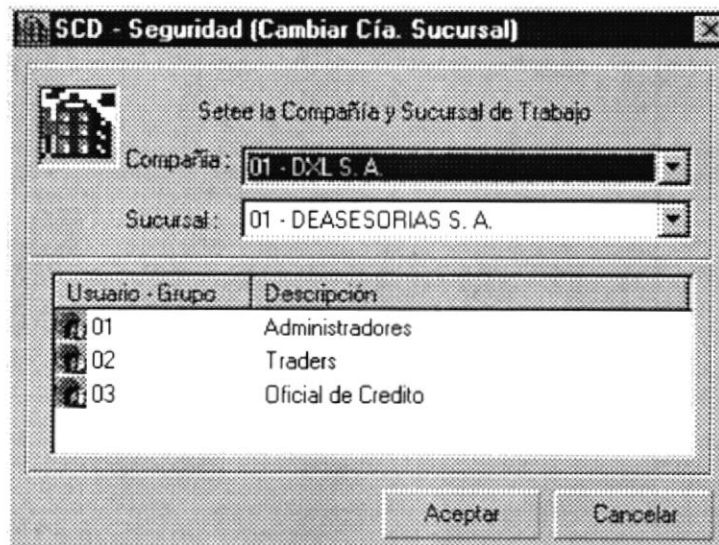 SCD - Seguridad (Cambiar Cía. Sucursal)
Setee la Compañía y Sucursal de Trabajo
Compañia : 01 - DXL S. A.
Sucursal : 01 - DEASESORIAS S. A.
Usuario - Grupo Descripción
01 Administradores
02 Traders
03 Oficial de Credito
Aceptar Cancelar